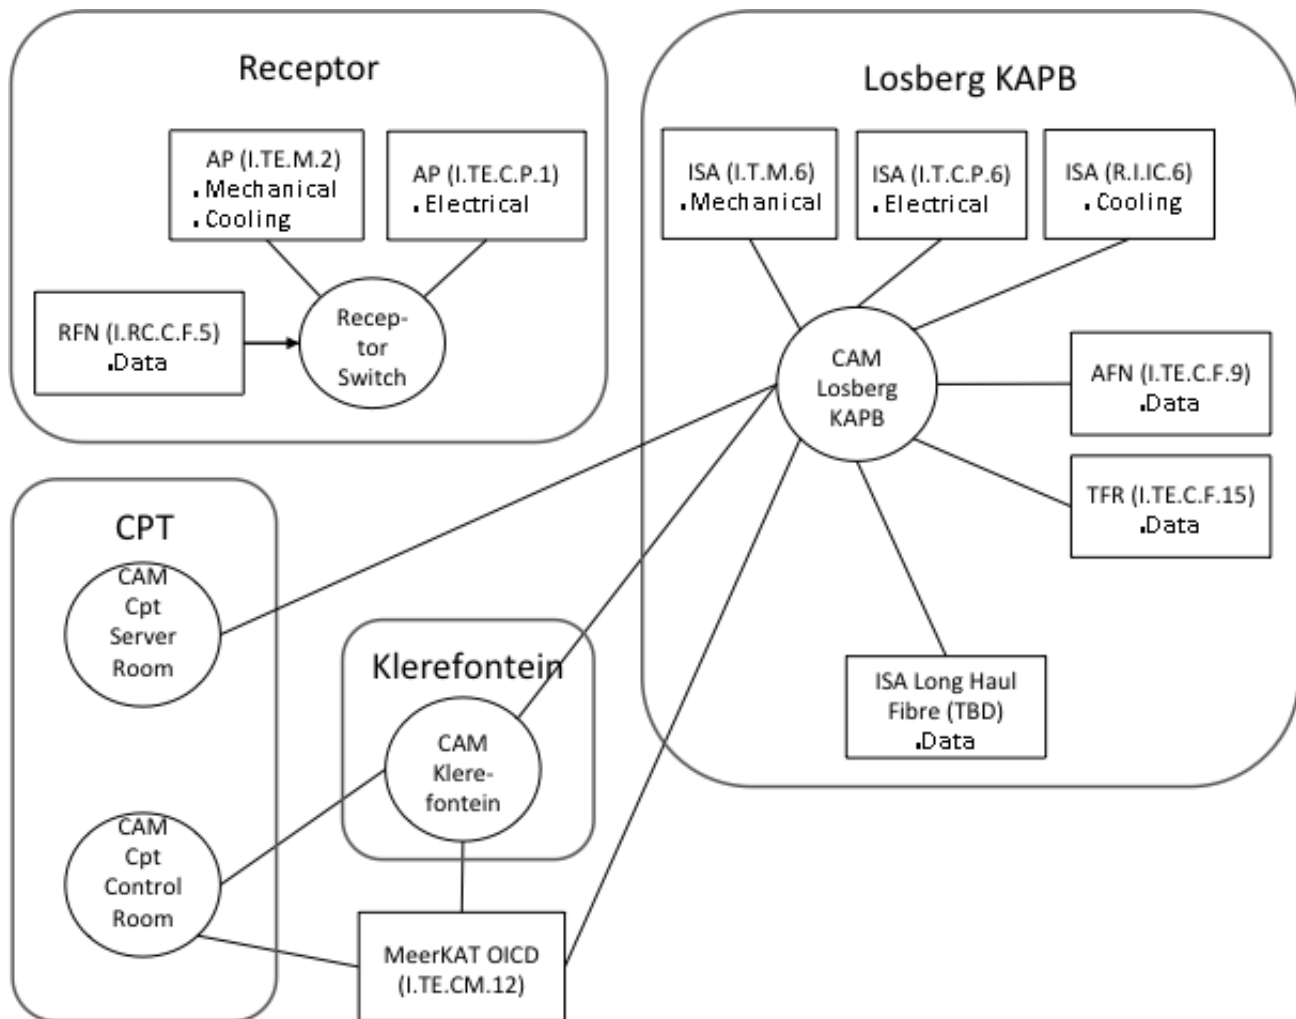 Receptor
AP (I.TE.M.2)
.Mechanical
.Cooling
AP (I.TE.C.P.1)
.Electrical
RFN (I.RC.C.F.5)
.Data
Recep-
tor
Switch
Losberg KAPB
ISA (I.T.M.6)
.Mechanical
ISA (I.T.C.P.6)
.Electrical
ISA (R.I.IC.6)
.Cooling
CAM
Losberg
KAPB
AFN (I.TE.C.F.9)
.Data
TFR (I.TE.C.F.15)
.Data
ISA Long Haul
Fibre (TBD)
.Data
CPT
CAM
Cpt
Server
Room
CAM
Cpt
Control
Room
Klerefontein
CAM
Klere-
fontein
MeerKAT OICD
(I.TE.CM.12)